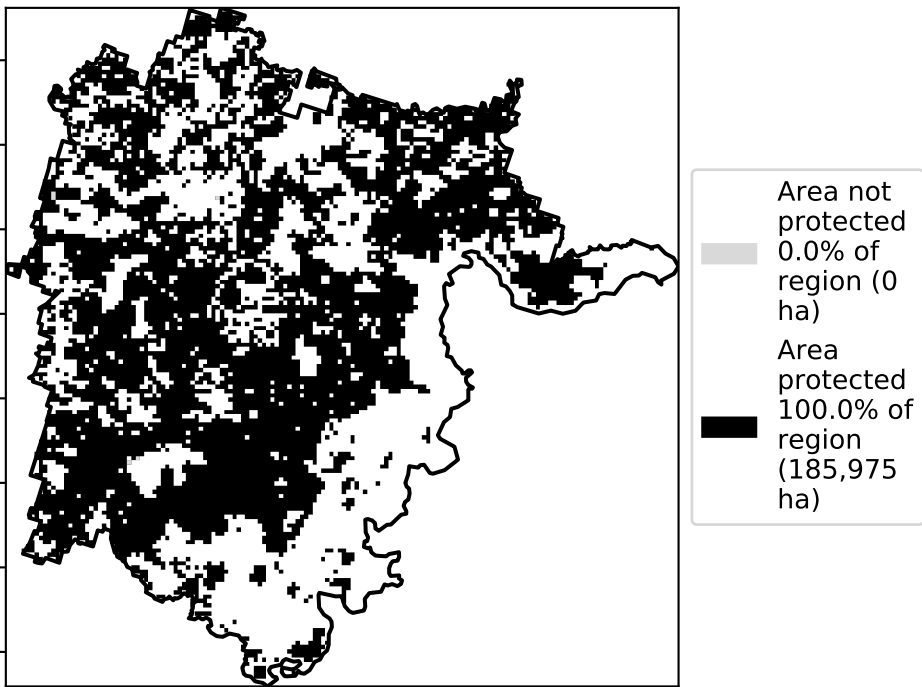 Area not
protected
0.0% of
region (0
ha)
Area
protected
100.0% of
region
(185,975
ha)